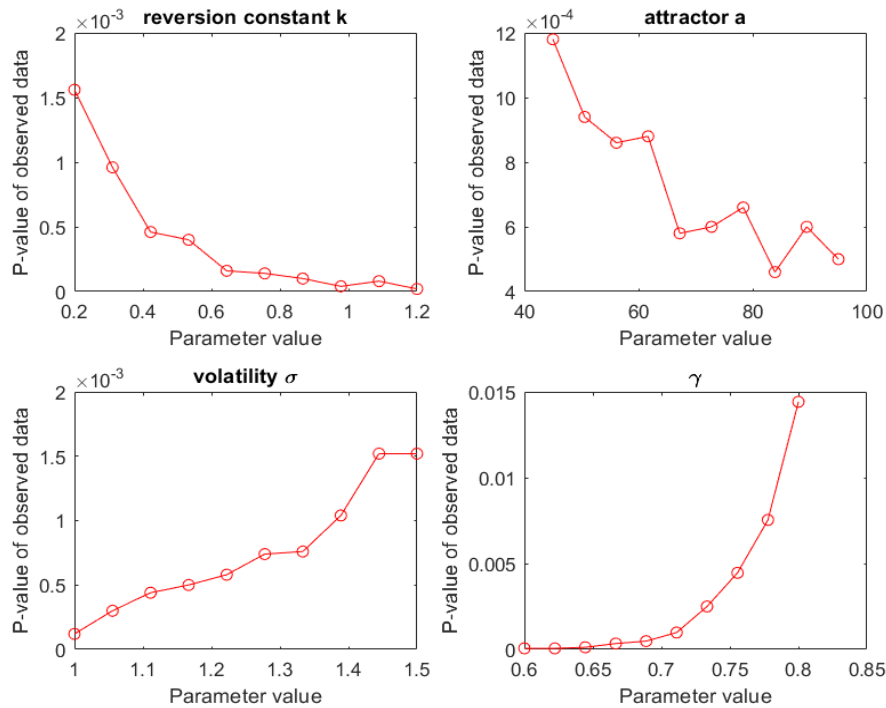 ×10⁻³
reversion constant k
2
1.5
1
0.5
0
0.2 0.4 0.6 0.8 1 1.2
P-value of observed data
Parameter value
×10⁻⁴
attractor a
12
10
8
6
4
40 60 80 100
P-value of observed data
Parameter value
×10⁻³
volatility σ
2
1.5
1
0.5
0
1 1.1 1.2 1.3 1.4 1.5
P-value of observed data
Parameter value
γ
0.015
0.01
0.005
0
0.6 0.65 0.7 0.75 0.8 0.85
P-value of observed data
Parameter value